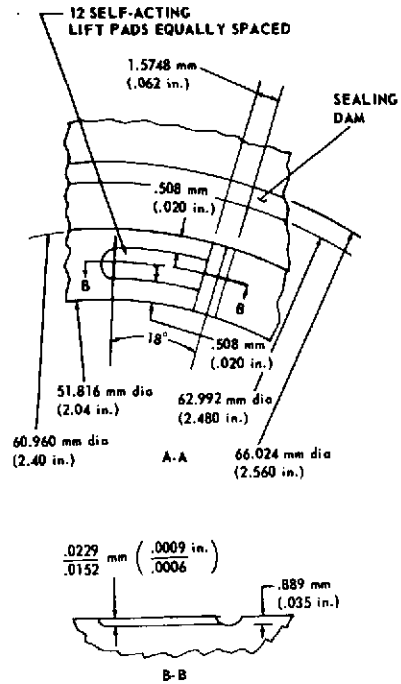 12 SELF-ACTING
LIFT PADS EQUALLY SPACED
1.5748 mm
(.062 in.)
SEALING
DAM
.508 mm
(.020 in.)
B
B
18°
.508 mm
(.020 in.)
51.816 mm dia
(2.04 in.)
62.992 mm dia
(2.480 in.)
60.960 mm dia
(2.40 in.)
A-A
66.024 mm dia
(2.560 in.)
.0229
.0152 mm ( .0009 in.
.0006 )
.889 mm
(.035 in.)
B-B